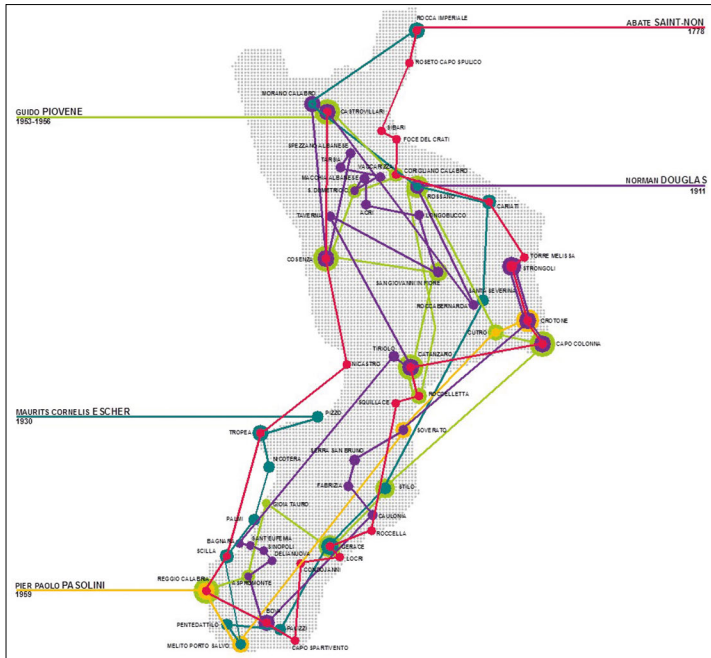 ROCCA IMPERIALE
ABATE SAINT-NON
1778
ROSETO CAPO SPULICO
MORANO CALABRO
CASTROVILLARI
GUIDO PIOVENE
1953-1956
SIBARI
FOCE DEL CRATI
SPEZZANO ALBANESE
TARSIA
VACCARIZZA
MACCHIA ALBANESE
CORIGLIANO CALABRO
S. DEMETRIO C.
NORMAN DOUGLAS
1911
ROSSANO
ACRI
CARIATI
TAVERNA
LONGOBUCCO
COSENZA
TORRE MELISSA
STRONGOLI
SAN GIOVANNI IN FIORE
SANTA SEVERINA
ROCCABERNARDA
CROTONE
CUTRO
CAPO COLONNA
TIRIOLO
CATANZARO
NICASTRO
ROCCELLETTA
SQUILLACE
MAURITS CORNELIS ESCHER
1930
PIZZO
TROPEA
SOVERATO
SERRA SAN BRUNO
NICOTERA
FABRIZIA
STILO
GIOIA TAURO
PALMI
CAULONIA
ROCCELLA
BAGNARA
SANT'EUFEMIA
SINOPOLI
DELIANUOVA
SCILLA
GERACE
LOCRI
CONDOJANNI
PIER PAOLO PASOLINI
1959
REGGIO CALABRIA
ASPROMONTE
BOVA
PENTEDATTILO
PALIZZI
MELITO PORTO SALVO
CAPO SPARTIVENTO